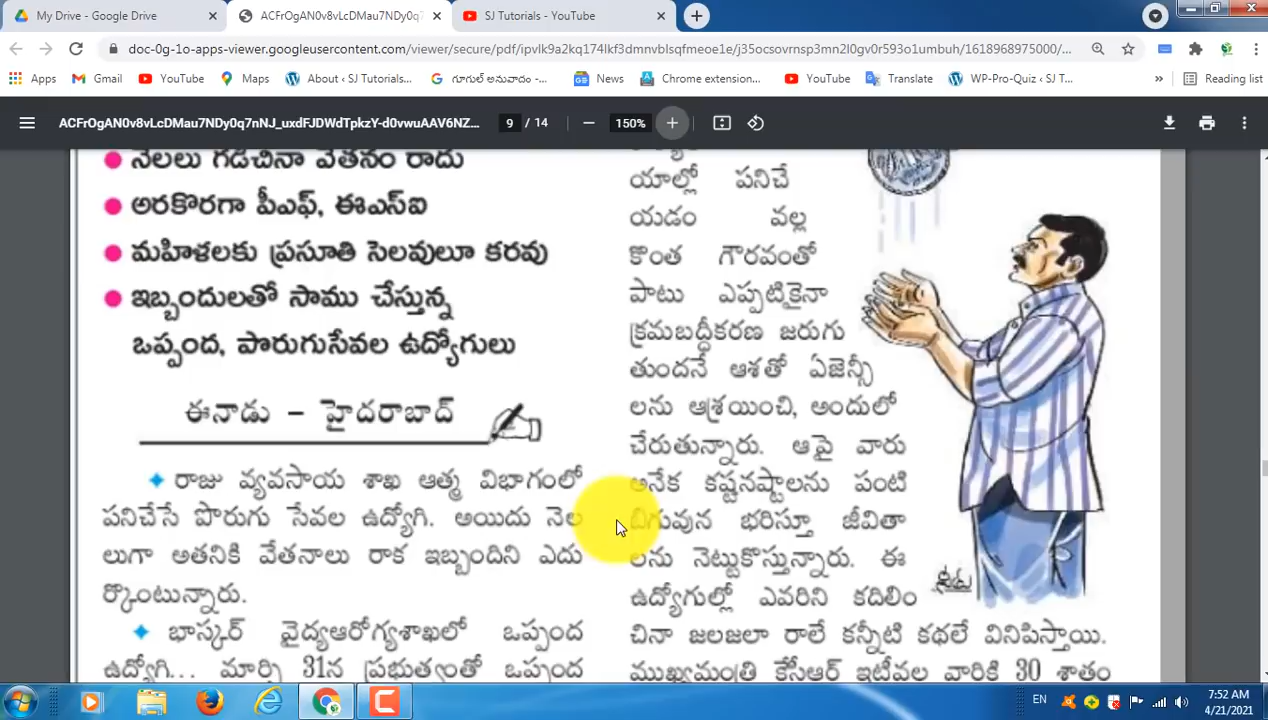 My Drive - Google Drive
ACFrOgAN0v8vLcDMau7NDy0q7
SJ Tutorials - YouTube
doc-0g-1o-apps-viewer.googleusercontent.com/viewer/secure/pdf/ipvlk9a2kq174lkf3dmnvblsqfmeoe1e/j35ocsovrnsp3mn2l0gv0r593o1umbuh/1618968975000/...
Apps
Gmail
YouTube
Maps
About ‹ SJ Tutorials...
గూగుల్ అనువాదం -...
News
Chrome extension...
YouTube
Translate
WP-Pro-Quiz ‹ SJ T...
»
Reading list
ACFrOgAN0v8vLcDMau7NDy0q7nNJ_uxdFJDWdTpkzY-d0vwuAAV6NZ...
9 / 14
150%
నెలలు గడిచినా వేతనం రాదు
అరకొరగా పీఎఫ్, ఈఎస్ఐ
మహిళలకు ప్రసూతి సెలవులూ కరవు
ఇబ్బందులతో సాము చేస్తున్న
ఒప్పంద, పొరుగుసేవల ఉద్యోగులు
ఈనాడు – హైదరాబాద్
రాజు వ్యవసాయ శాఖ ఆత్మ విభాగంలో
పనిచేసే పొరుగు సేవల ఉద్యోగి. అయిదు నెల
లుగా అతనికి వేతనాలు రాక ఇబ్బందిని ఎదు
ర్కొంటున్నారు.
భాస్కర్ వైద్యఆరోగ్యశాఖలో ఒప్పంద
ఉద్యోగి... మార్చి 31న ప్రభుత్వంతో ఒప్పంద
యాల్లో పనిచే
యడం వల్ల
కొంత గౌరవంతో
పాటు ఎప్పటికైనా
క్రమబద్ధీకరణ జరుగు
తుందనే ఆశతో ఏజెన్సీ
లను ఆశ్రయించి, అందులో
చేరుతున్నారు. ఆపై వారు
అనేక కష్టనష్టాలను పంటి
బిగువున భరిస్తూ జీవితా
లను నెట్టుకొస్తున్నారు. ఈ
ఉద్యోగుల్లో ఎవరిని కదిలిం
చినా జలజలా రాలే కన్నీటి కథలే వినిపిస్తాయి.
ముఖ్యమంత్రి కేసీఆర్ ఇటీవల వారికి 30 శాతం
EN
7:52 AM
4/21/2021